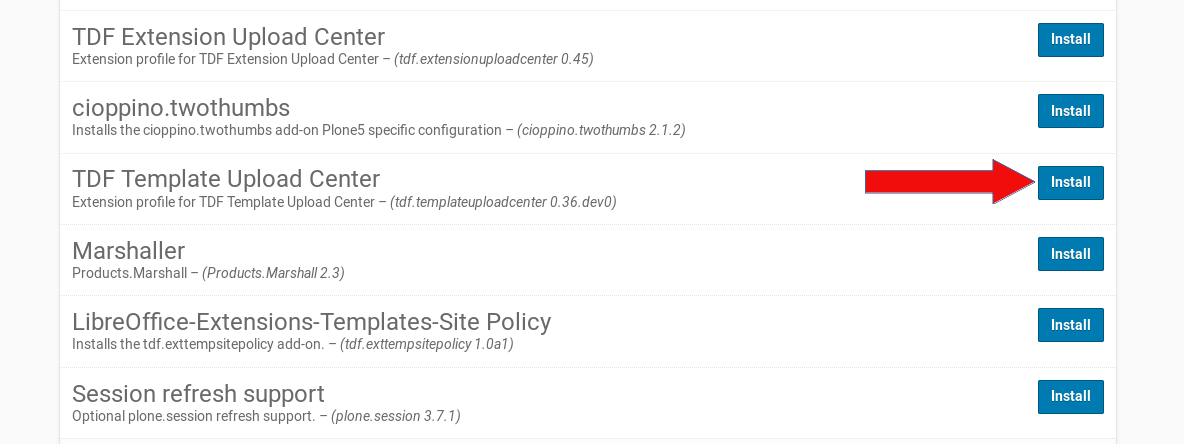 TDF Extension Upload Center
Install
Extension profile for TDF Extension Upload Center – (tdf.extensionuploadcenter 0.45)
cioppino.twothumbs
Install
Installs the cioppino.twothumbs add-on Plone5 specific configuration – (cioppino.twothumbs 2.1.2)
TDF Template Upload Center
Install
Extension profile for TDF Template Upload Center – (tdf.templateuploadcenter 0.36.dev0)
Marshaller
Install
Products.Marshall – (Products.Marshall 2.3)
LibreOffice-Extensions-Templates-Site Policy
Install
Installs the tdf.exttempsitepolicy add-on. – (tdf.exttempsitepolicy 1.0a1)
Session refresh support
Install
Optional plone.session refresh support. – (plone.session 3.7.1)